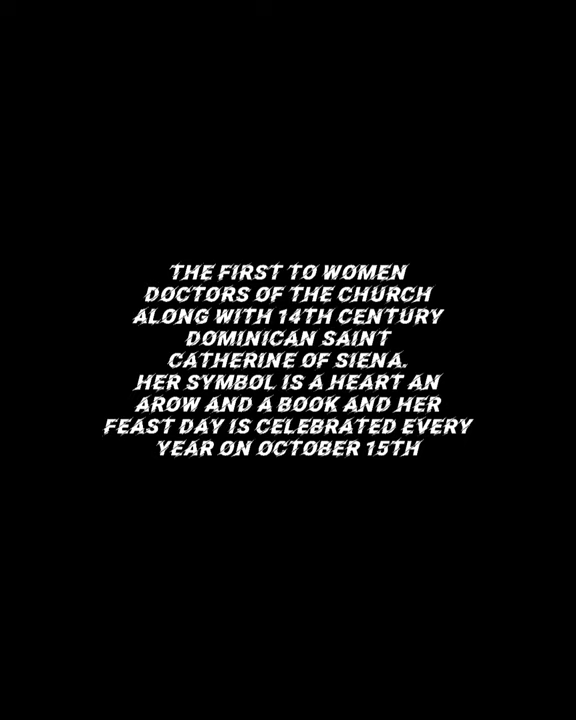 THE FIRST TO WOMEN
DOCTORS OF THE CHURCH
ALONG WITH 14TH CENTURY
DOMINICAN SAINT
CATHERINE OF SIENA.
HER SYMBOL IS A HEART AN
AROW AND A BOOK AND HER
FEAST DAY IS CELEBRATED EVERY
YEAR ON OCTOBER 15TH